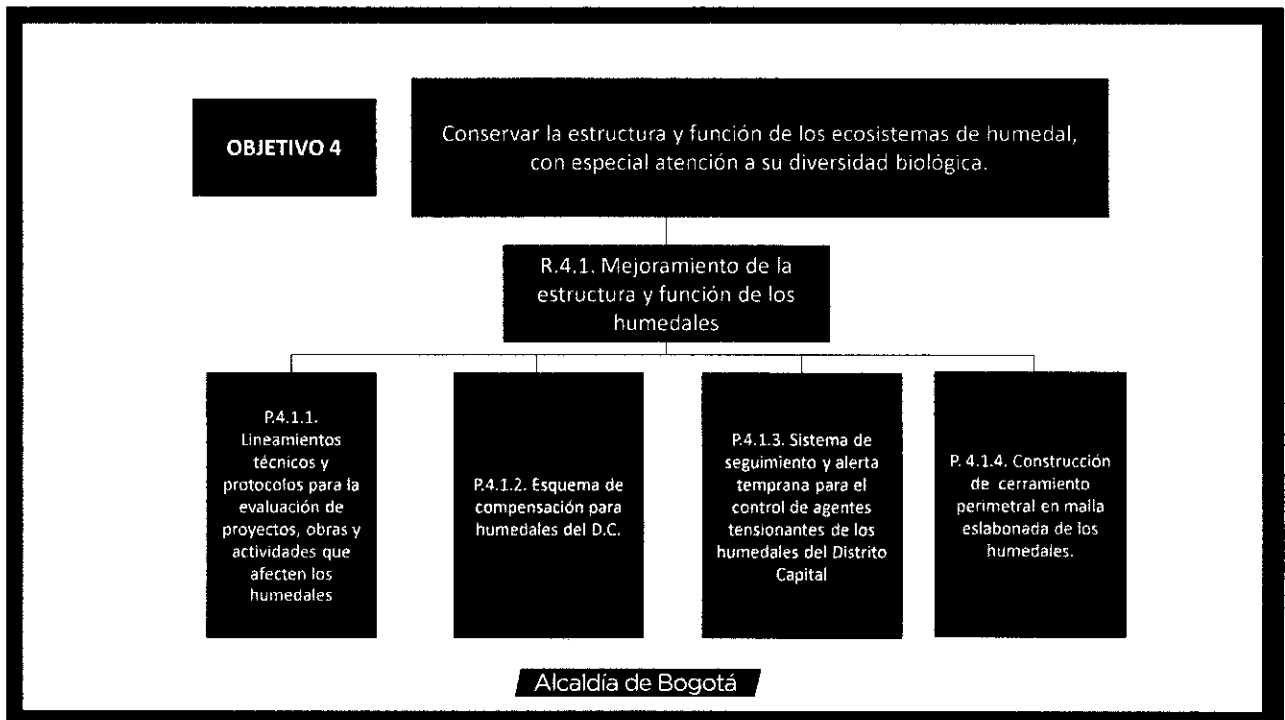 OBJETIVO 4
Conservar la estructura y función de los ecosistemas de humedal,
con especial atención a su diversidad biológica.
R.4.1. Mejoramiento de la
estructura y función de los
humedales
P.4.1.1.
Lineamientos
técnicos y
protocolos para la
evaluación de
proyectos, obras y
actividades que
afecten los
humedales
P.4.1.2. Esquema de
compensación para
humedales del D.C.
P.4.1.3. Sistema de
seguimiento y alerta
temprana para el
control de agentes
tensionantes de los
humedales del Distrito
Capital
P. 4.1.4. Construcción
de cerramiento
perimetral en malla
eslabonada de los
humedales.
Alcaldía de Bogotá